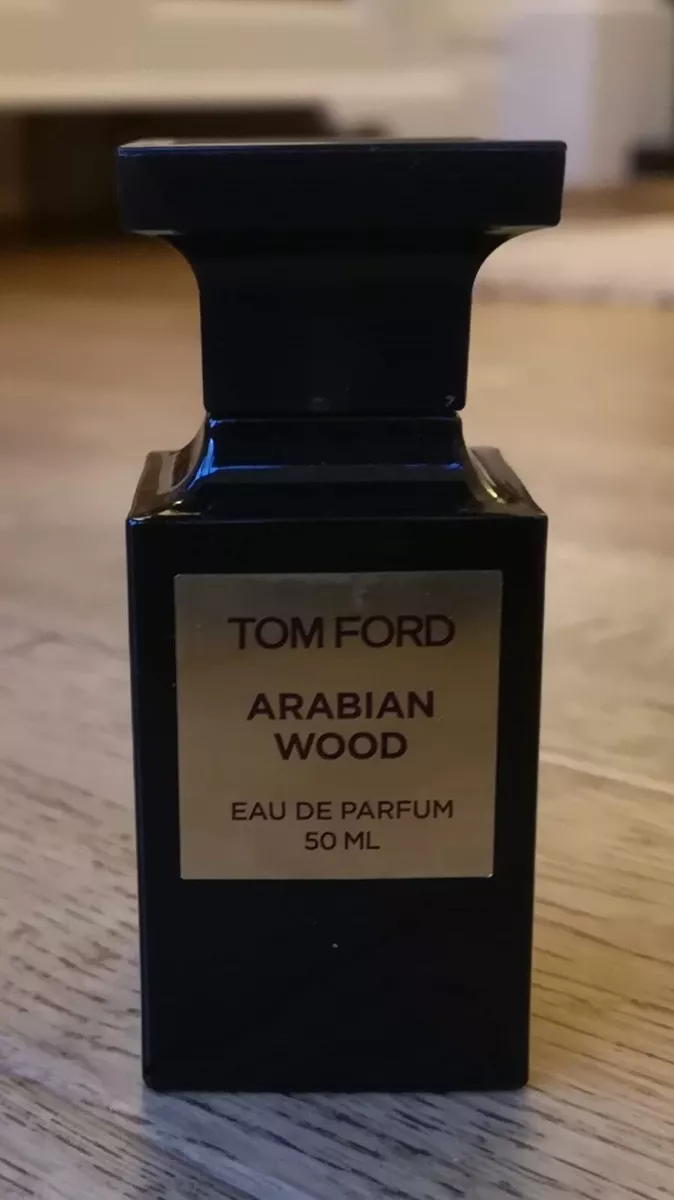 TOM FORD
ARABIAN
WOOD
EAU DE PARFUM
50 ML